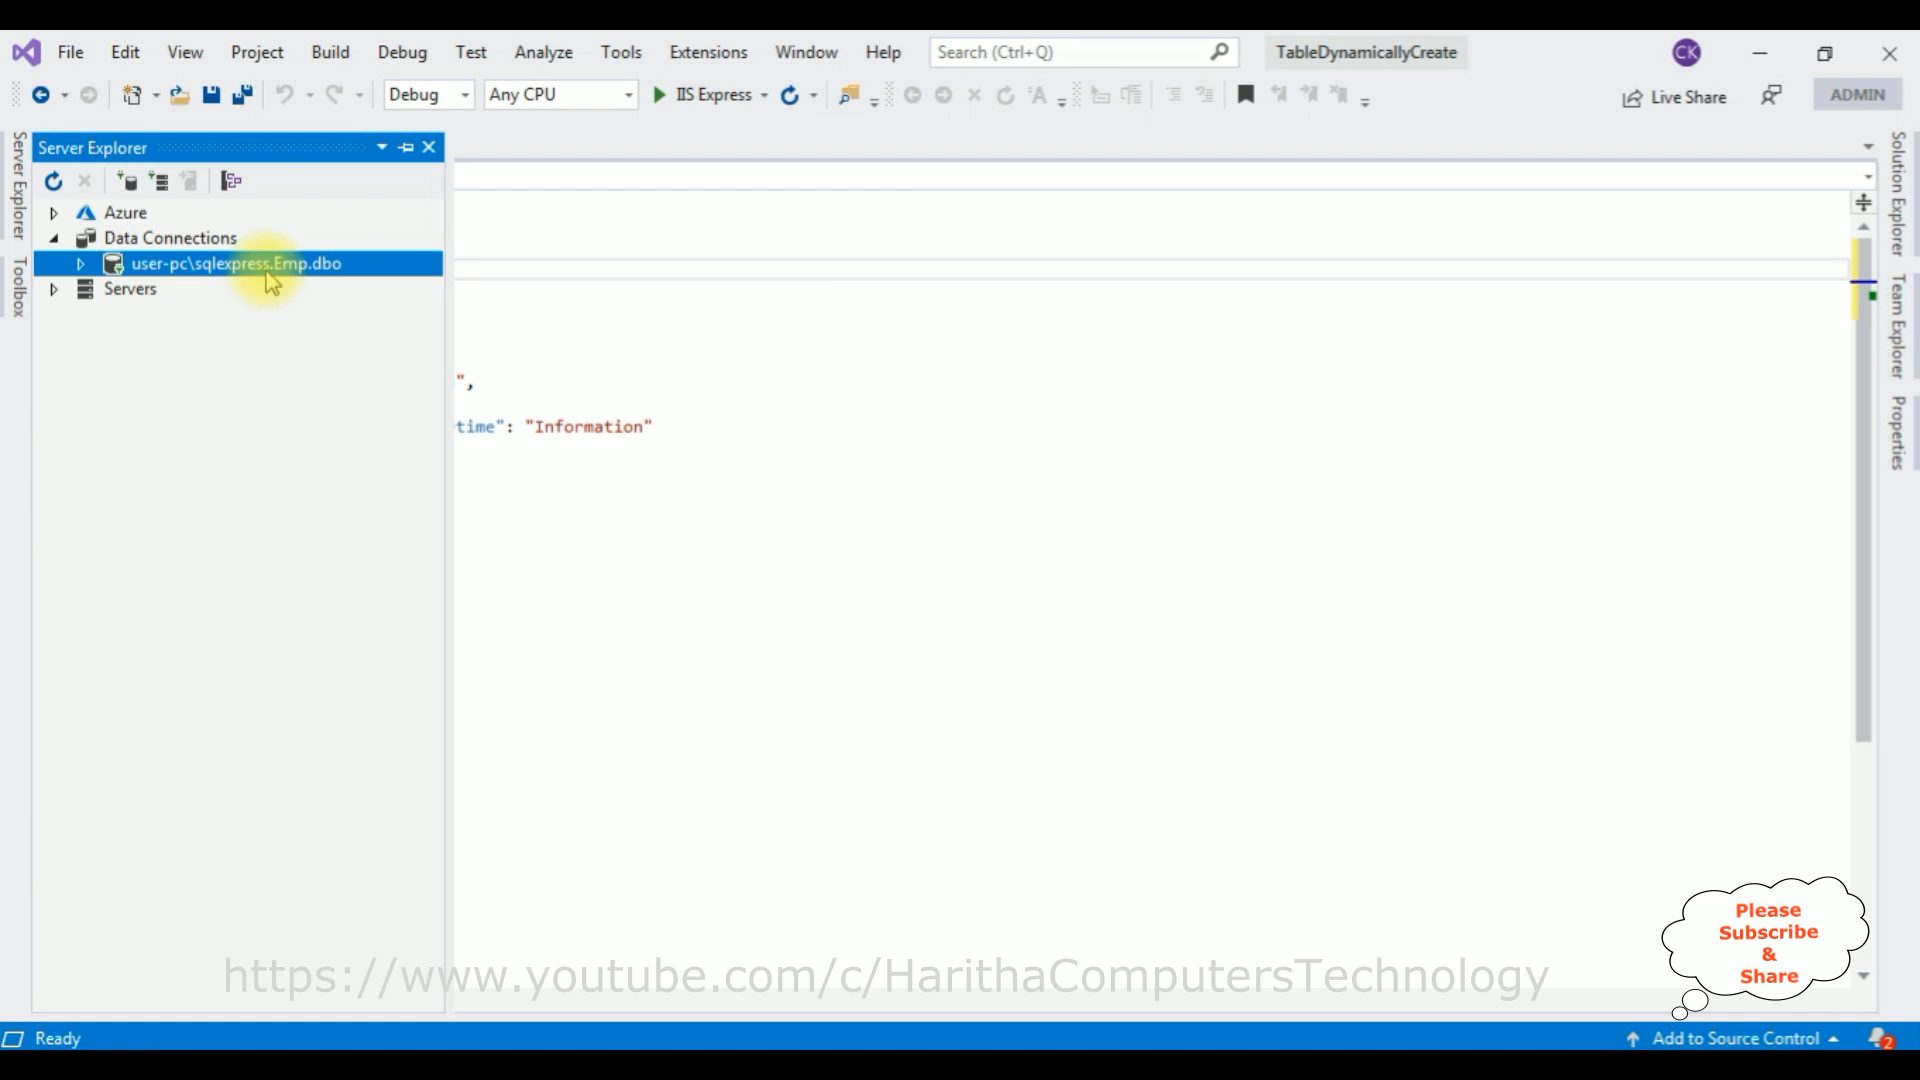 File Edit View Project Build Debug Test Analyze Tools Extensions Window Help Search (Ctrl+Q) TableDynamicallyCreate CK
Debug Any CPU IIS Express Live Share ADMIN
Server Explorer
Azure
Data Connections
user-pc\sqlexpress.Emp.dbo
Servers
Server Explorer
Toolbox
",
time": "Information"
Solution Explorer
Team Explorer
Properties
Please
Subscribe
&
Share
https://www.youtube.com/c/HarithaComputersTechnology
Ready
Add to Source Control
2